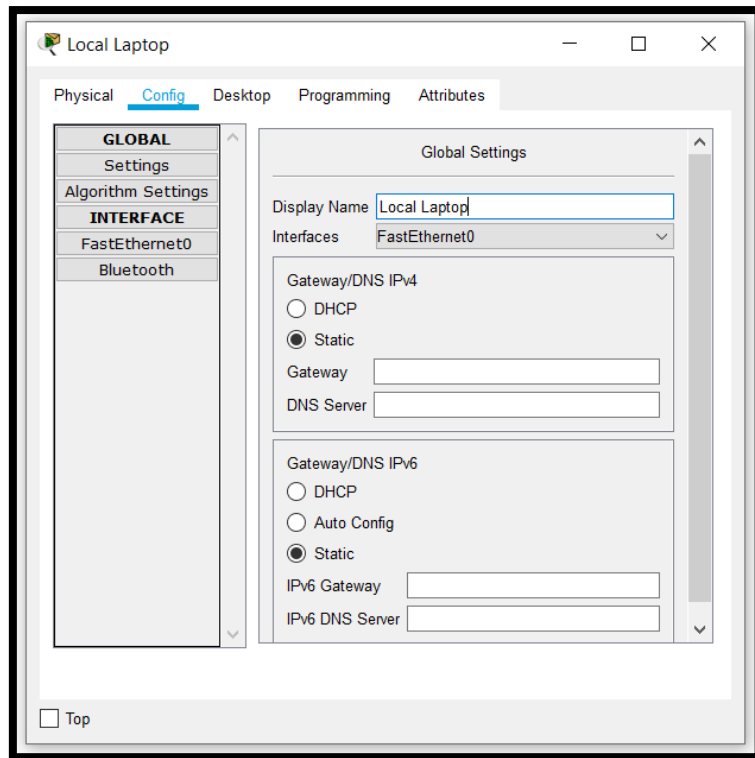 Local Laptop
Physical Config Desktop Programming Attributes
GLOBAL
Settings
Algorithm Settings
INTERFACE
FastEthernet0
Bluetooth
Global Settings
Display Name Local Laptop
Interfaces FastEthernet0
Gateway/DNS IPv4
DHCP
Static
Gateway
DNS Server
Gateway/DNS IPv6
DHCP
Auto Config
Static
IPv6 Gateway
IPv6 DNS Server
Top